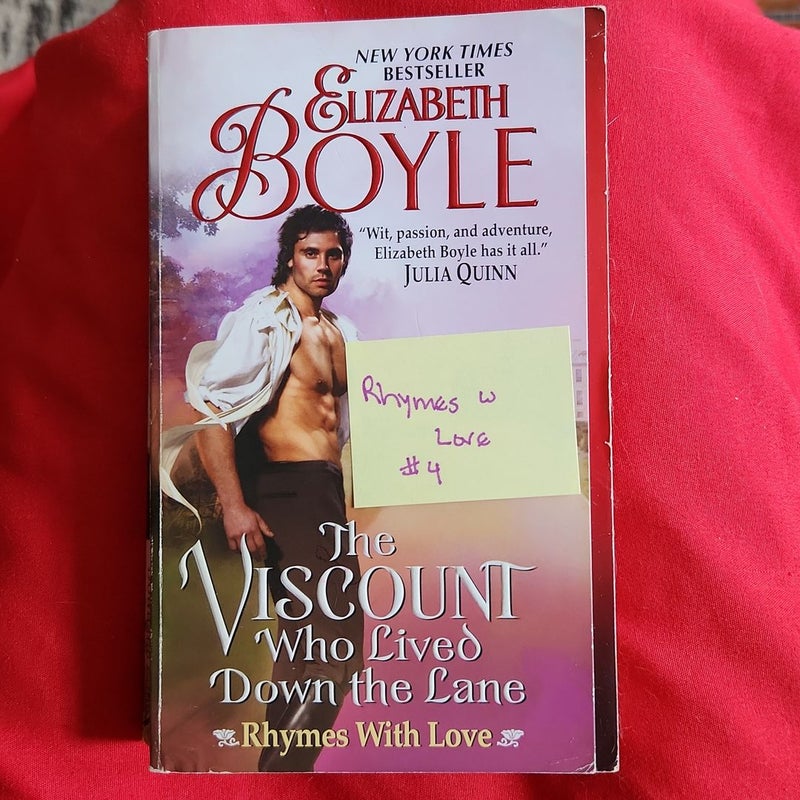 NEW YORK TIMES
BESTSELLER
ELIZABETH
BOYLE
“Wit, passion, and adventure,
Elizabeth Boyle has it all.”
JULIA QUINN
Rhymes w
Love
#4
The
VISCOUNT
Who Lived
Down the Lane
Rhymes With Love